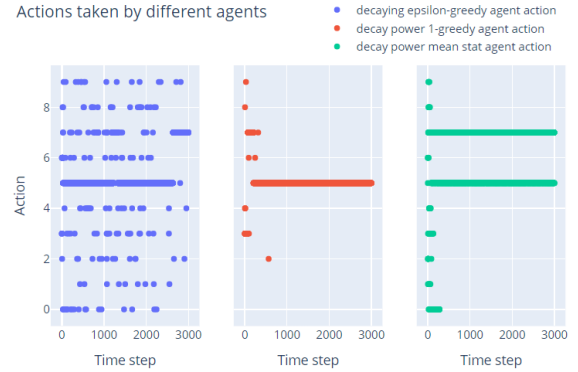 Actions taken by different agents
decaying epsilon-greedy agent action
decay power 1-greedy agent action
decay power mean stat agent action
Action
8
6
4
2
0
0 1000 2000 3000
0 1000 2000 3000
0 1000 2000 3000
Time step
Time step
Time step